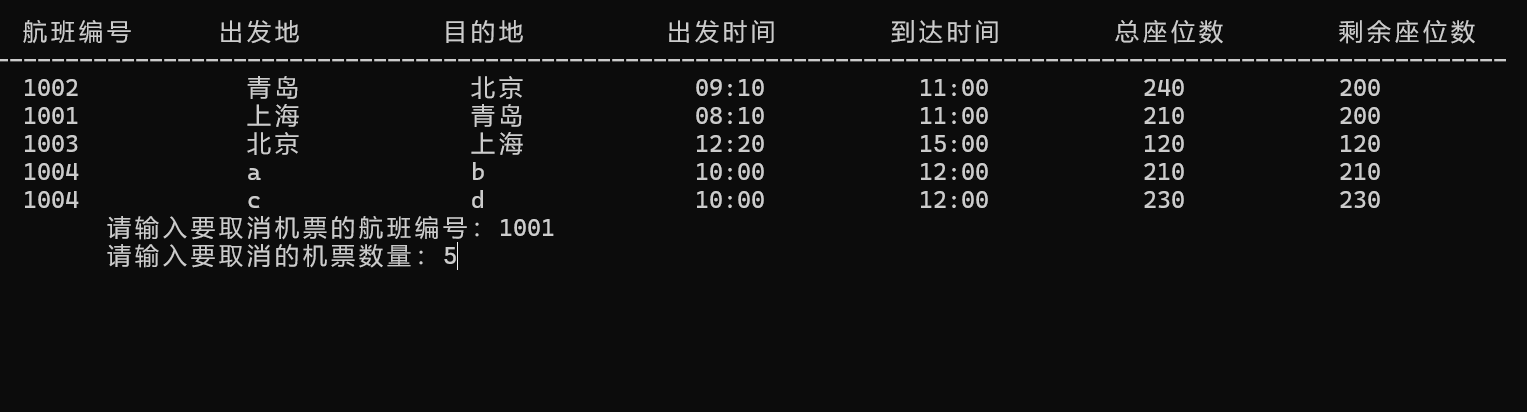 航班编号 出发地 目的地 出发时间 到达时间 总座位数 剩余座位数
1002 青岛 北京 09:10 11:00 240 200
1001 上海 青岛 08:10 11:00 210 200
1003 北京 上海 12:20 15:00 120 120
1004 a b 10:00 12:00 210 210
1004 c d 10:00 12:00 230 230
请输入要取消机票的航班编号：1001
请输入要取消的机票数量：5